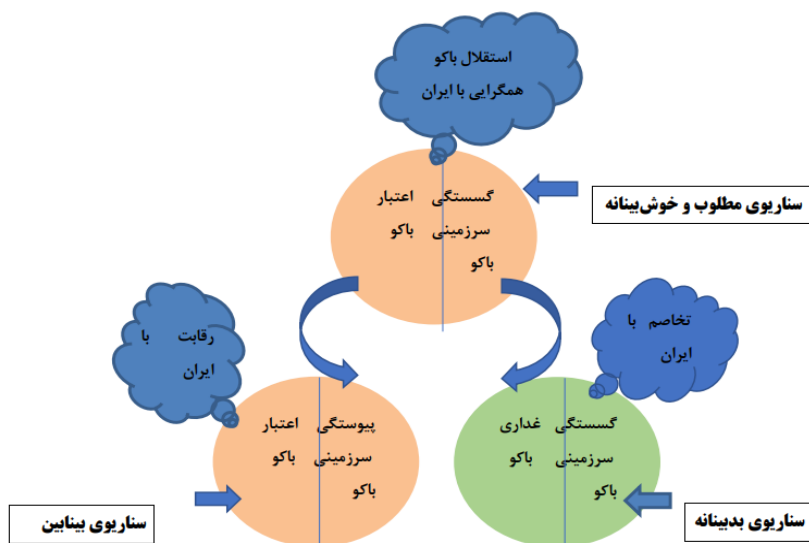 استقلال باکو
همگرایی با ایران
سناریوی مطلوب و خوش‌بینانه
گسستگی
سرزمینی
باکو
اعتبار
باکو
تخاصم با
ایران
رقابت با
ایران
گسستگی
سرزمینی
باکو
غداری
باکو
پیوستگی
سرزمینی
باکو
اعتبار
باکو
سناریوی بدبینانه
سناریوی بینابین